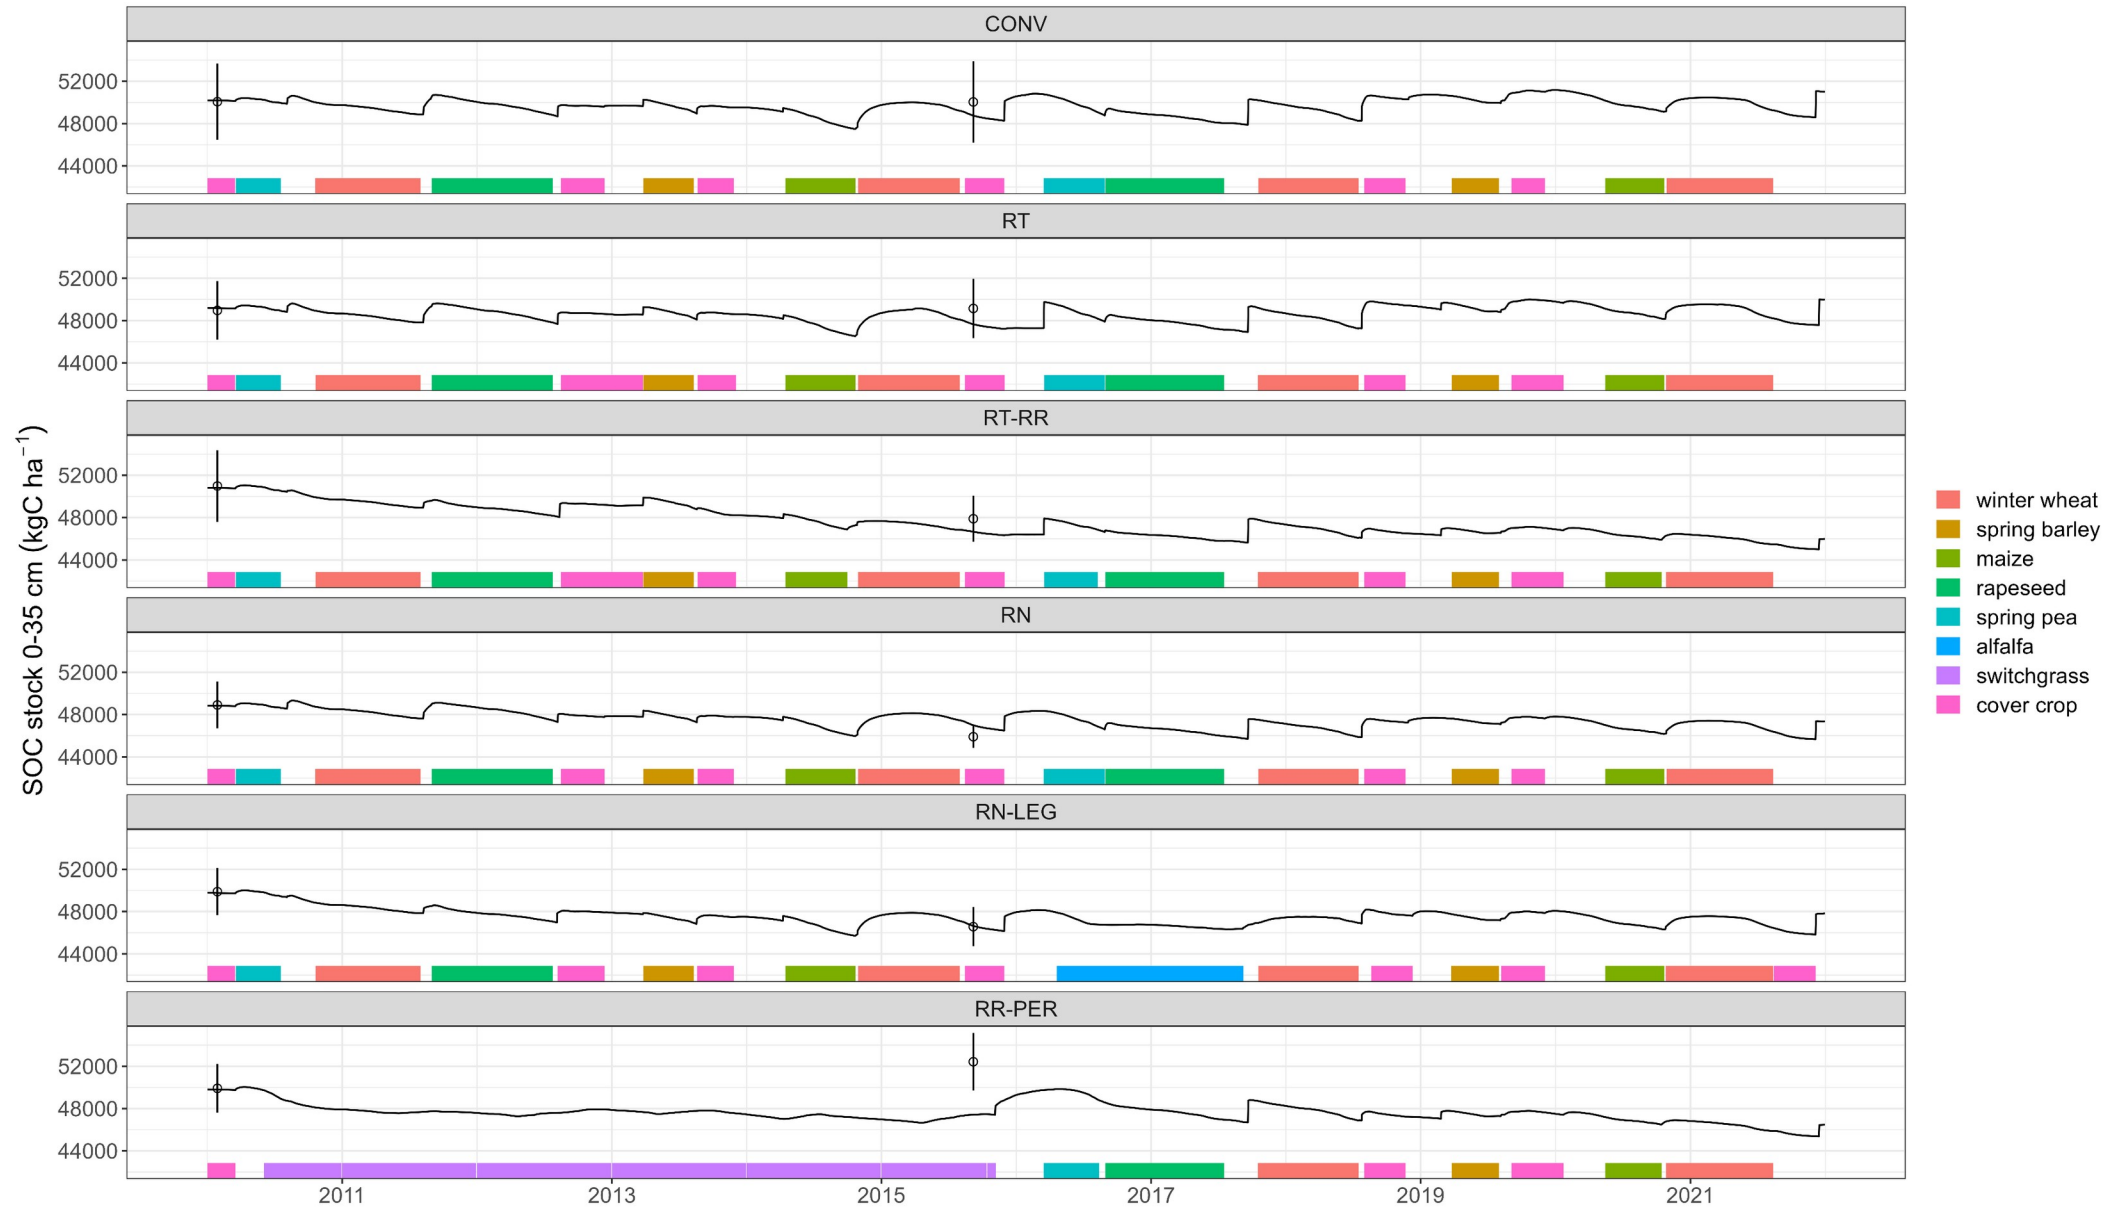 CONV
52000
48000
44000
RT
52000
48000
44000
RT-RR
52000
48000
44000
RN
52000
48000
44000
RN-LEG
52000
48000
44000
RR-PER
52000
48000
44000
2011 2013 2015 2017 2019 2021
SOC stock 0-35 cm (kgC ha⁻¹)
winter wheat
spring barley
maize
rapeseed
spring pea
alfalfa
switchgrass
cover crop